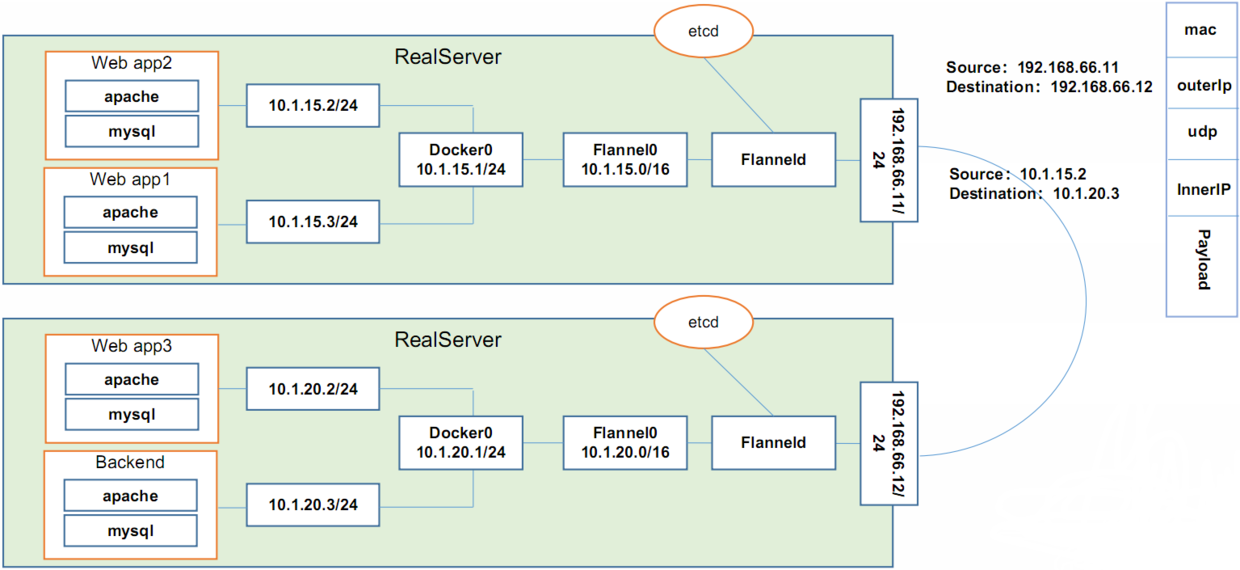 etcd
RealServer
Web app2
apache
mysql
10.1.15.2/24
Web app1
apache
mysql
10.1.15.3/24
Docker0
10.1.15.1/24
Flannel0
10.1.15.0/16
Flanneld
192.168.66.11/
24
Source：192.168.66.11
Destination：192.168.66.12
Source：10.1.15.2
Destination：10.1.20.3
mac
outerIp
udp
InnerIP
Payload
etcd
RealServer
Web app3
apache
mysql
10.1.20.2/24
Backend
apache
mysql
10.1.20.3/24
Docker0
10.1.20.1/24
Flannel0
10.1.20.0/16
Flanneld
192.168.66.12/
24